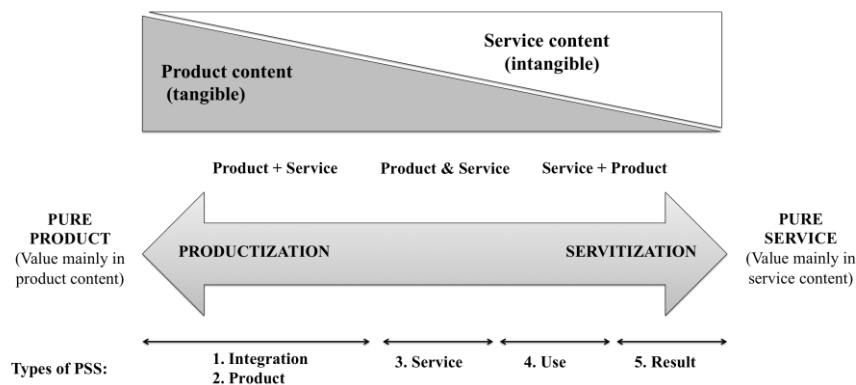 Service content
(intangible)
Product content
(tangible)
Product + Service
Product & Service
Service + Product
PURE
PRODUCT
(Value mainly in
product content)
PRODUCTIZATION
SERVITIZATION
PURE
SERVICE
(Value mainly in
service content)
Types of PSS:
1. Integration
2. Product
3. Service
4. Use
5. Result